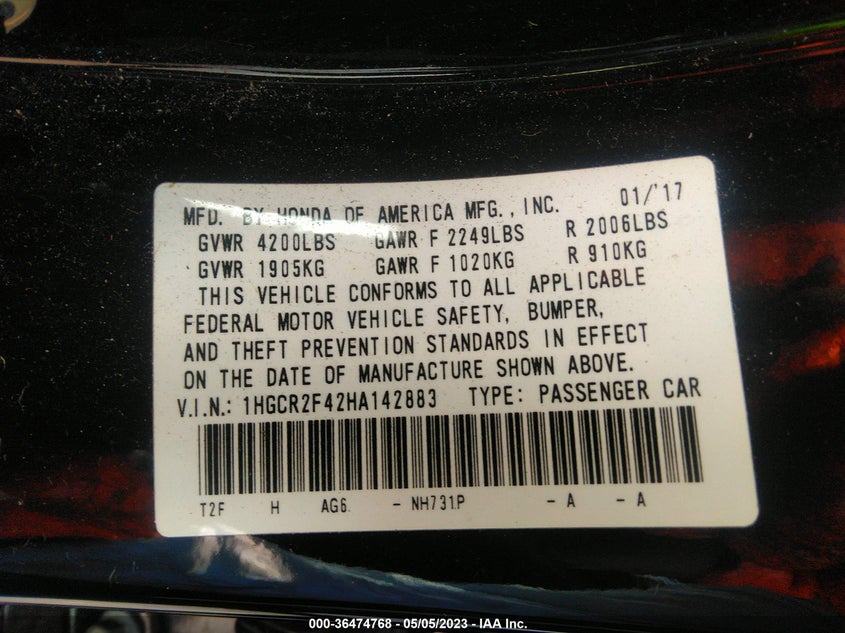 MFD. BY HONDA OF AMERICA MFG., INC. 01/'17
GVWR 4200LBS GAWR F 2249LBS R 2006LBS
GVWR 1905KG GAWR F 1020KG R 910KG
THIS VEHICLE CONFORMS TO ALL APPLICABLE
FEDERAL MOTOR VEHICLE SAFETY, BUMPER,
AND THEFT PREVENTION STANDARDS IN EFFECT
ON THE DATE OF MANUFACTURE SHOWN ABOVE.
V.I.N.: 1HGCR2F42HA142883 TYPE: PASSENGER CAR
T2F H AG6 - NH731P - A - A
000-36474768 - 05/05/2023 - IAA Inc.